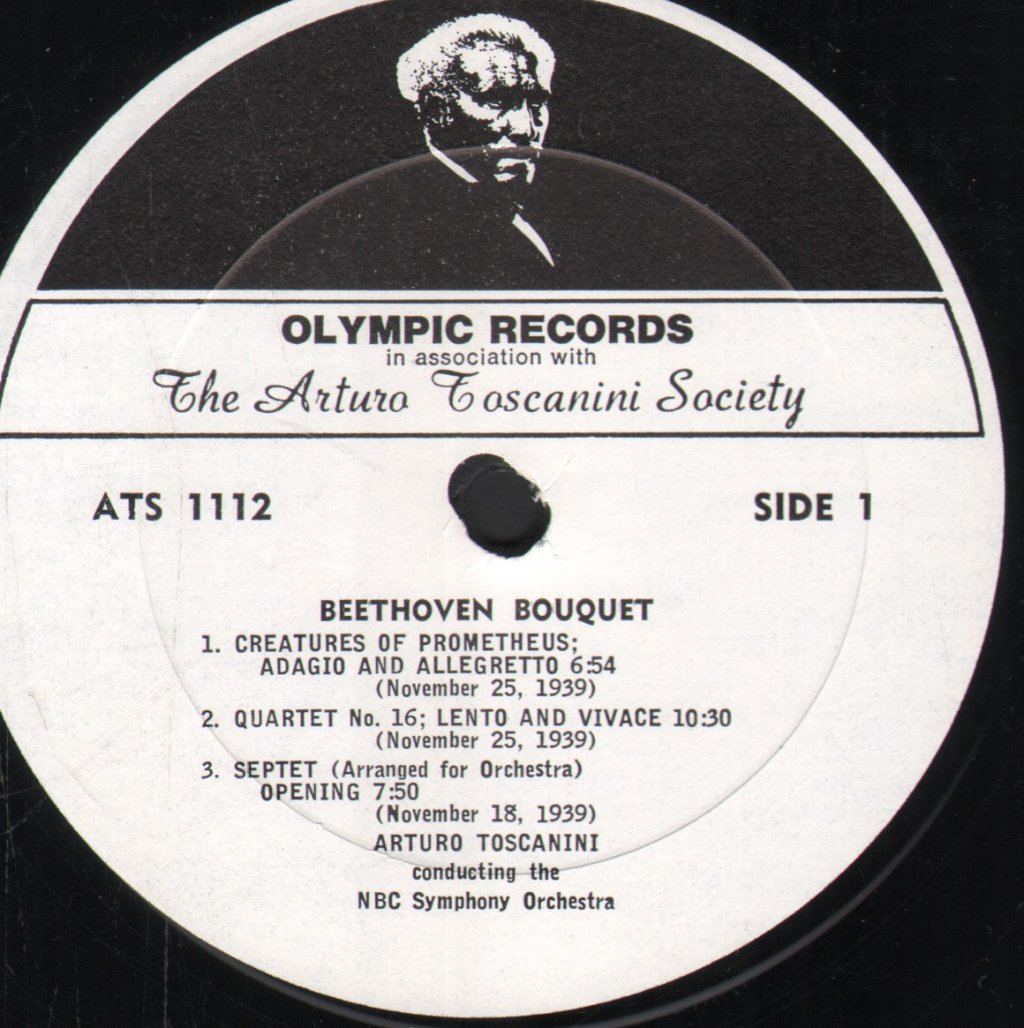 OLYMPIC RECORDS
in association with
The Arturo Toscanini Society
ATS 1112
SIDE 1
BEETHOVEN BOUQUET
1. CREATURES OF PROMETHEUS;
ADAGIO AND ALLEGRETTO 6:54
(November 25, 1939)
2. QUARTET No. 16; LENTO AND VIVACE 10:30
(November 25, 1939)
3. SEPTET (Arranged for Orchestra)
OPENING 7:50
(November 18, 1939)
ARTURO TOSCANINI
conducting the
NBC Symphony Orchestra